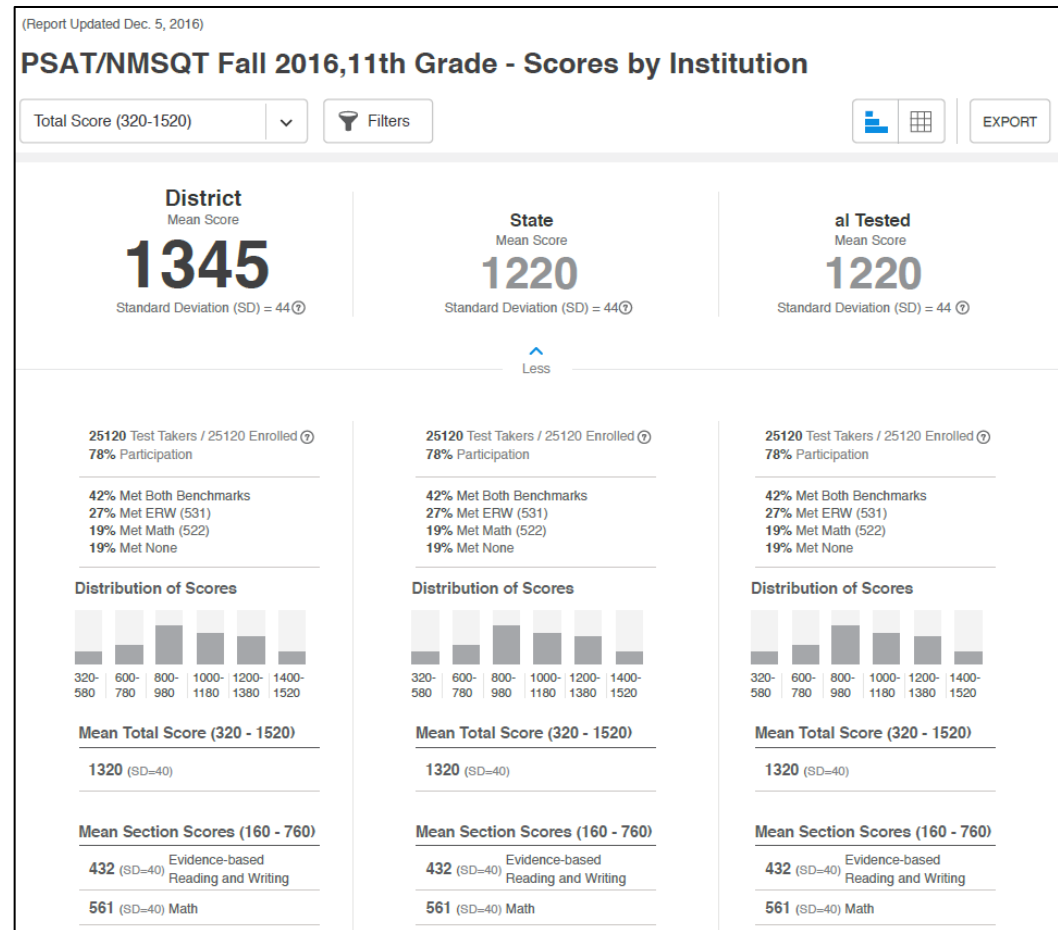 (Report Updated Dec. 5, 2016)
PSAT/NMSQT Fall 2016,11th Grade - Scores by Institution
Total Score (320-1520)
Filters
EXPORT
District
Mean Score
1345
Standard Deviation (SD) = 44?
State
Mean Score
1220
Standard Deviation (SD) = 44?
al Tested
Mean Score
1220
Standard Deviation (SD) = 44 ?
Less
25120 Test Takers / 25120 Enrolled ?
78% Participation
42% Met Both Benchmarks
27% Met ERW (531)
19% Met Math (522)
19% Met None
Distribution of Scores
320- 600- 800- 1000- 1200- 1400-
580 780 980 1180 1380 1520
Mean Total Score (320 - 1520)
1320 (SD=40)
Mean Section Scores (160 - 760)
432 (SD=40) Evidence-based
Reading and Writing
561 (SD=40) Math
25120 Test Takers / 25120 Enrolled ?
78% Participation
42% Met Both Benchmarks
27% Met ERW (531)
19% Met Math (522)
19% Met None
Distribution of Scores
320- 600- 800- 1000- 1200- 1400-
580 780 980 1180 1380 1520
Mean Total Score (320 - 1520)
1320 (SD=40)
Mean Section Scores (160 - 760)
432 (SD=40) Evidence-based
Reading and Writing
561 (SD=40) Math
25120 Test Takers / 25120 Enrolled ?
78% Participation
42% Met Both Benchmarks
27% Met ERW (531)
19% Met Math (522)
19% Met None
Distribution of Scores
320- 600- 800- 1000- 1200- 1400-
580 780 980 1180 1380 1520
Mean Total Score (320 - 1520)
1320 (SD=40)
Mean Section Scores (160 - 760)
432 (SD=40) Evidence-based
Reading and Writing
561 (SD=40) Math